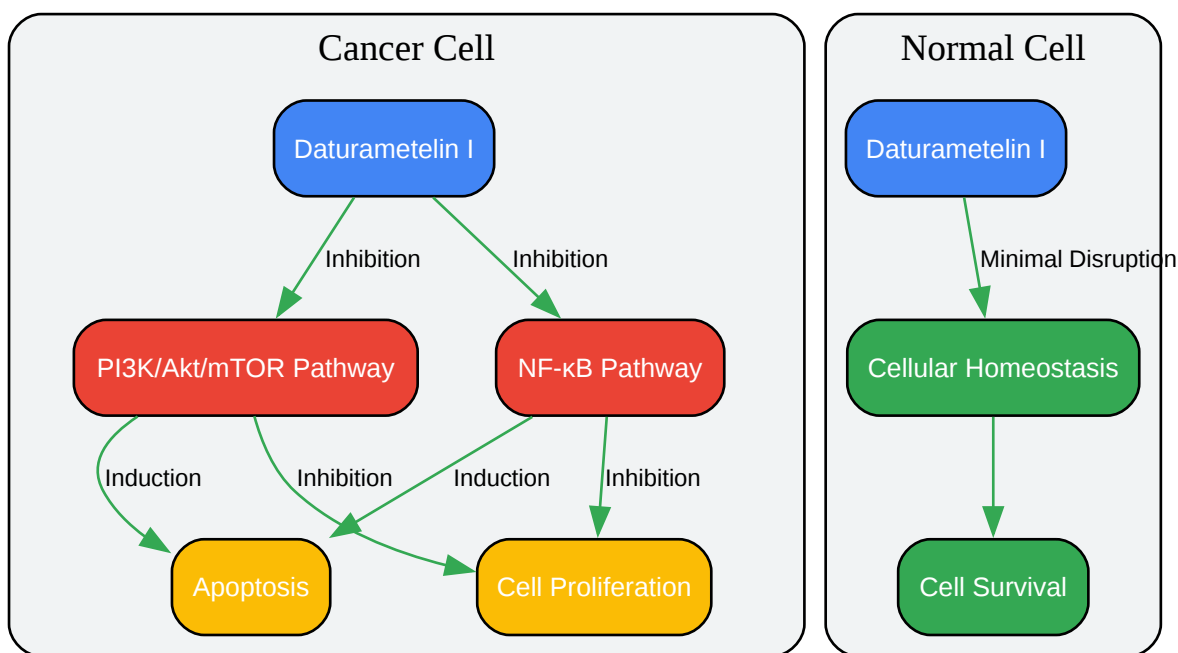 Cancer Cell
Normal Cell
Daturametelin I
Daturametelin I
Inhibition
Inhibition
Minimal Disruption
PI3K/Akt/mTOR Pathway
NF-κB Pathway
Cellular Homeostasis
Induction
Inhibition
Induction
Inhibition
Apoptosis
Cell Proliferation
Cell Survival